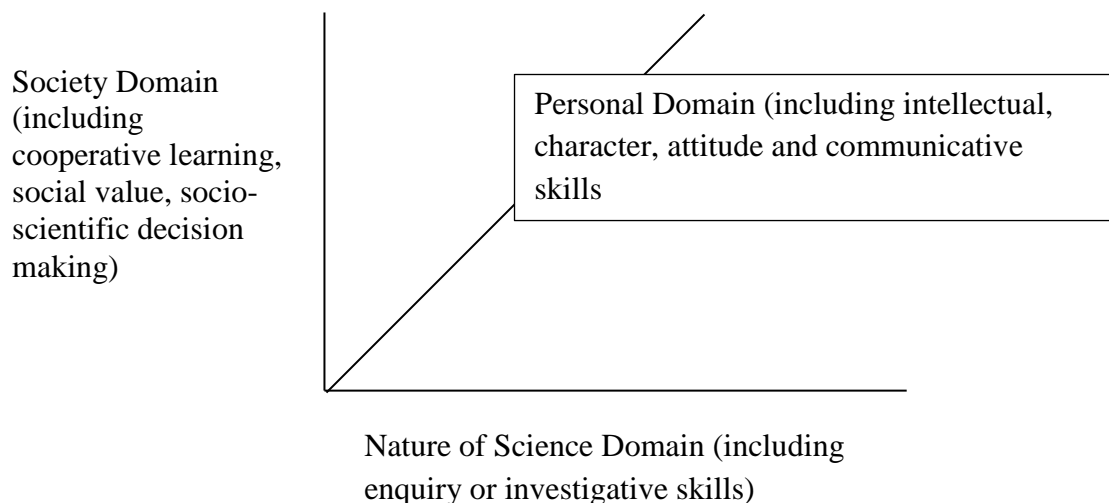 Society Domain
(including
cooperative learning,
social value, socio-
scientific decision
making)
Personal Domain (including intellectual,
character, attitude and communicative
skills
Nature of Science Domain (including
enquiry or investigative skills)